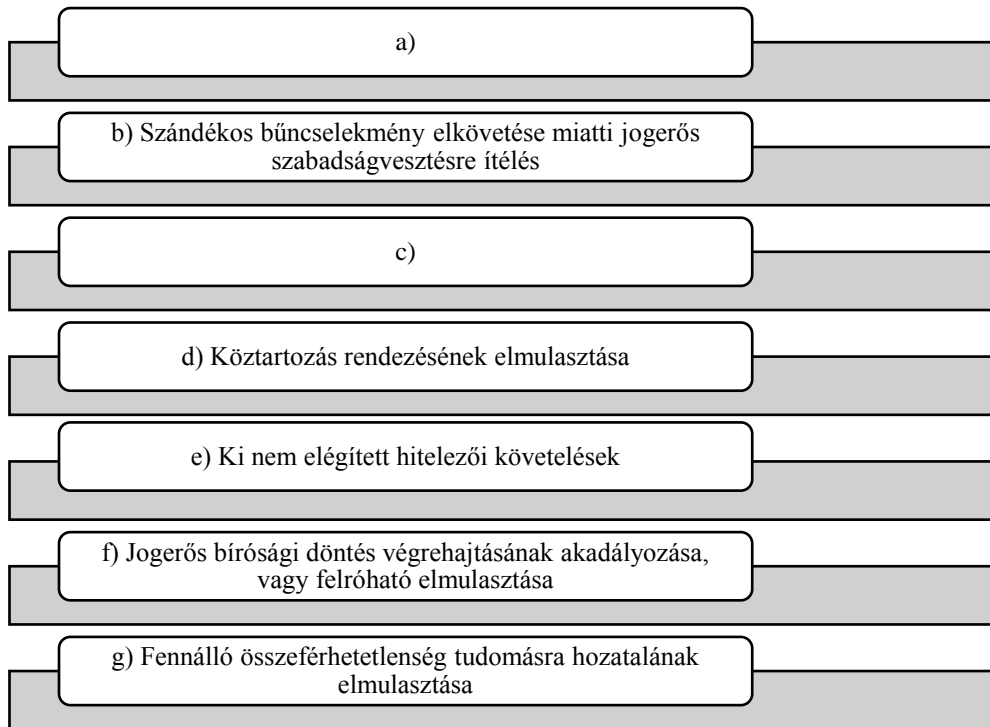 a)
b) Szándékos bűncselekmény elkövetése miatti jogerős
szabadságvesztésre ítélés
c)
d) Köztartozás rendezésének elmulasztása
e) Ki nem elégített hitelezői követelések
f) Jogerős bírósági döntés végrehajtásának akadályozása,
vagy felróható elmulasztása
g) Fennálló összeférhetetlenség tudomásra hozatalának
elmulasztása